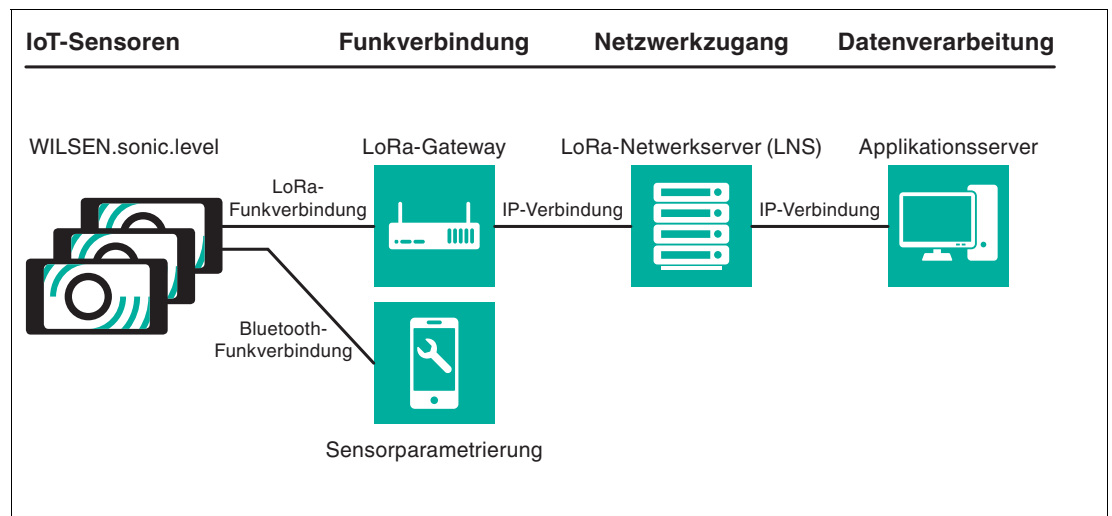 IoT-Sensoren
Funkverbindung
Netzwerkzugang
Datenverarbeitung
WILSEN.sonic.level
LoRa-Gateway
LoRa-Netwerkserver (LNS)
Applikationsserver
LoRa-
Funkverbindung
IP-Verbindung
IP-Verbindung
Bluetooth-
Funkverbindung
Sensorparametrierung